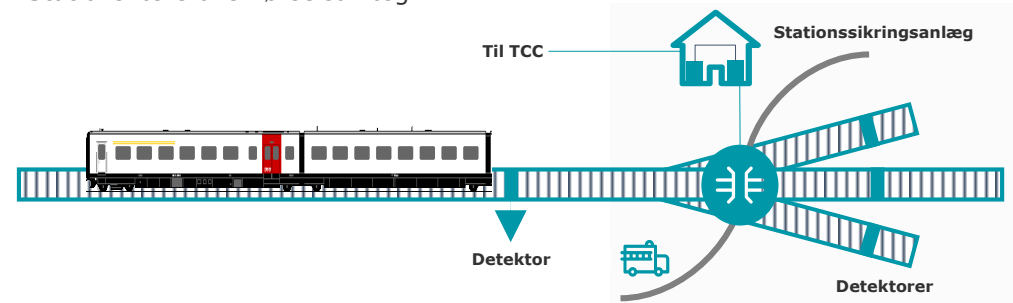 Stationssikringsanlæg
Til TCC
Detektor
Detektorer